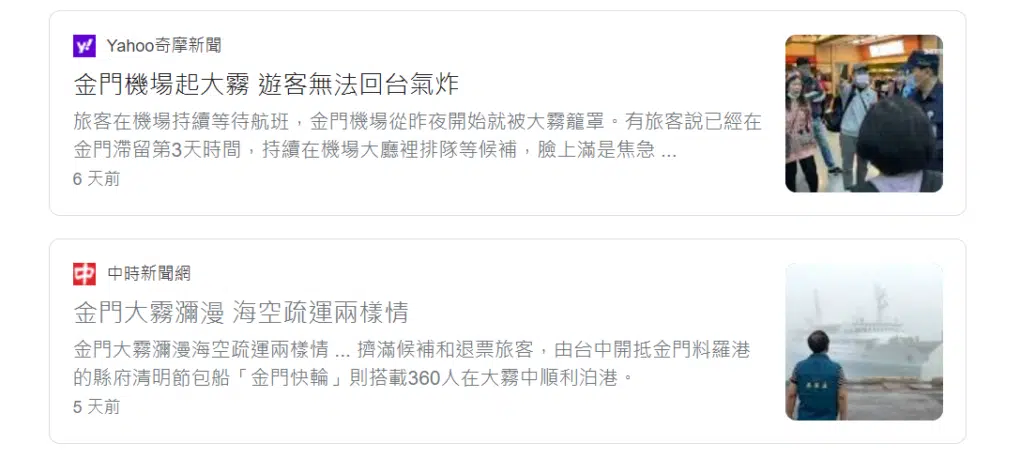 Yahoo奇摩新聞
金門機場起大霧 遊客無法回台氣炸
旅客在機場持續等待航班，金門機場從昨夜開始就被大霧籠罩。有旅客說已經在
金門滯留第3天時間，持續在機場大廳裡排隊等候補，臉上滿是焦急 ...
6 天前
中時新聞網
金門大霧瀰漫 海空疏運兩樣情
金門大霧瀰漫海空疏運兩樣情 ... 擠滿候補和退票旅客，由台中開抵金門料羅港
的縣府清明節包船「金門快輪」則搭載360人在大霧中順利泊港。
5 天前